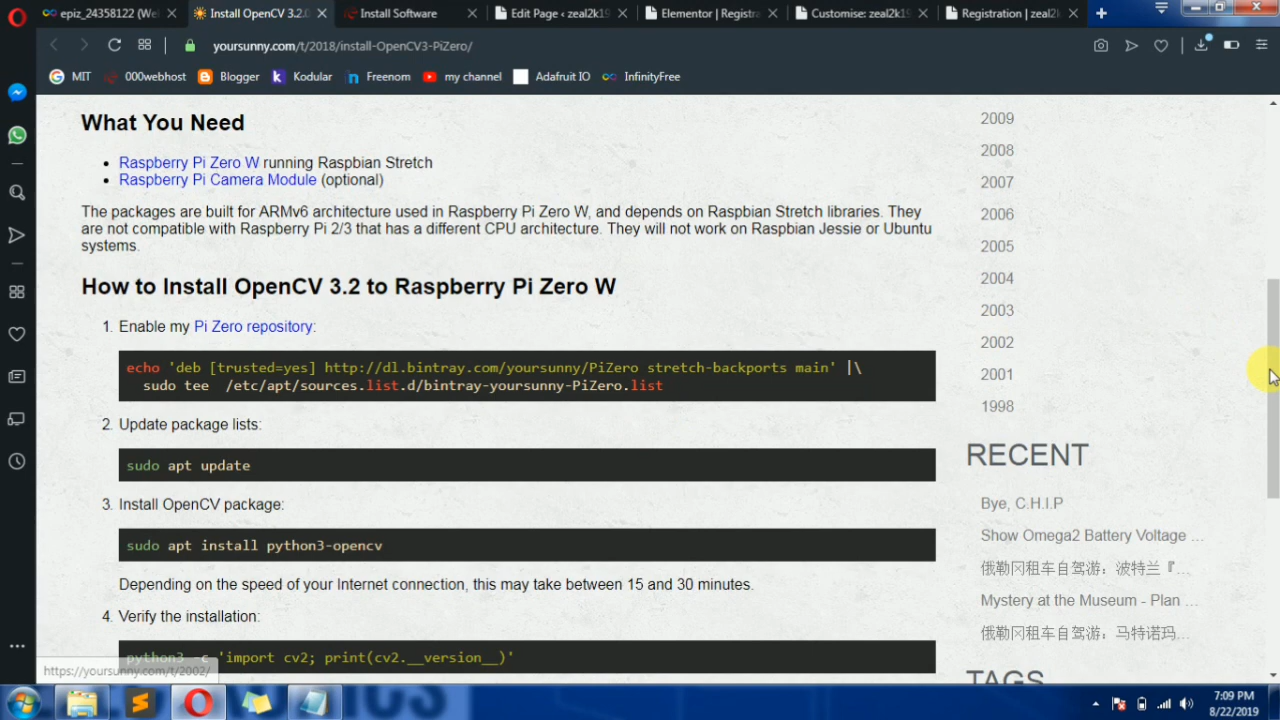 epiz_24358122 (We
Install OpenCV 3.2.
Install Software
Edit Page ‹ zeal2k19
Elementor | Registra
Customise: zeal2k19
Registration | zeal2k
yoursunny.com/t/2018/install-OpenCV3-PiZero/
MIT
000webhost
Blogger
Kodular
Freenom
my channel
Adafruit IO
InfinityFree
What You Need
Raspberry Pi Zero W running Raspbian Stretch
Raspberry Pi Camera Module (optional)
The packages are built for ARMv6 architecture used in Raspberry Pi Zero W, and depends on Raspbian Stretch libraries. They
are not compatible with Raspberry Pi 2/3 that has a different CPU architecture. They will not work on Raspbian Jessie or Ubuntu
systems.
How to Install OpenCV 3.2 to Raspberry Pi Zero W
1. Enable my Pi Zero repository:
echo 'deb [trusted=yes] http://dl.bintray.com/yoursunny/PiZero stretch-backports main' |\
sudo tee /etc/apt/sources.list.d/bintray-yoursunny-PiZero.list
2. Update package lists:
sudo apt update
3. Install OpenCV package:
sudo apt install python3-opencv
Depending on the speed of your Internet connection, this may take between 15 and 30 minutes.
4. Verify the installation:
python3 -c 'import cv2; print(cv2.__version__)'
https://yoursunny.com/t/2002/
2009
2008
2007
2006
2005
2004
2003
2002
2001
1998
RECENT
Bye, C.H.I.P
Show Omega2 Battery Voltage ...
俄勒冈租车自驾游：波特兰『...
Mystery at the Museum - Plan ...
俄勒冈租车自驾游：马特诺玛...
TAGS
7:09 PM
8/22/2019